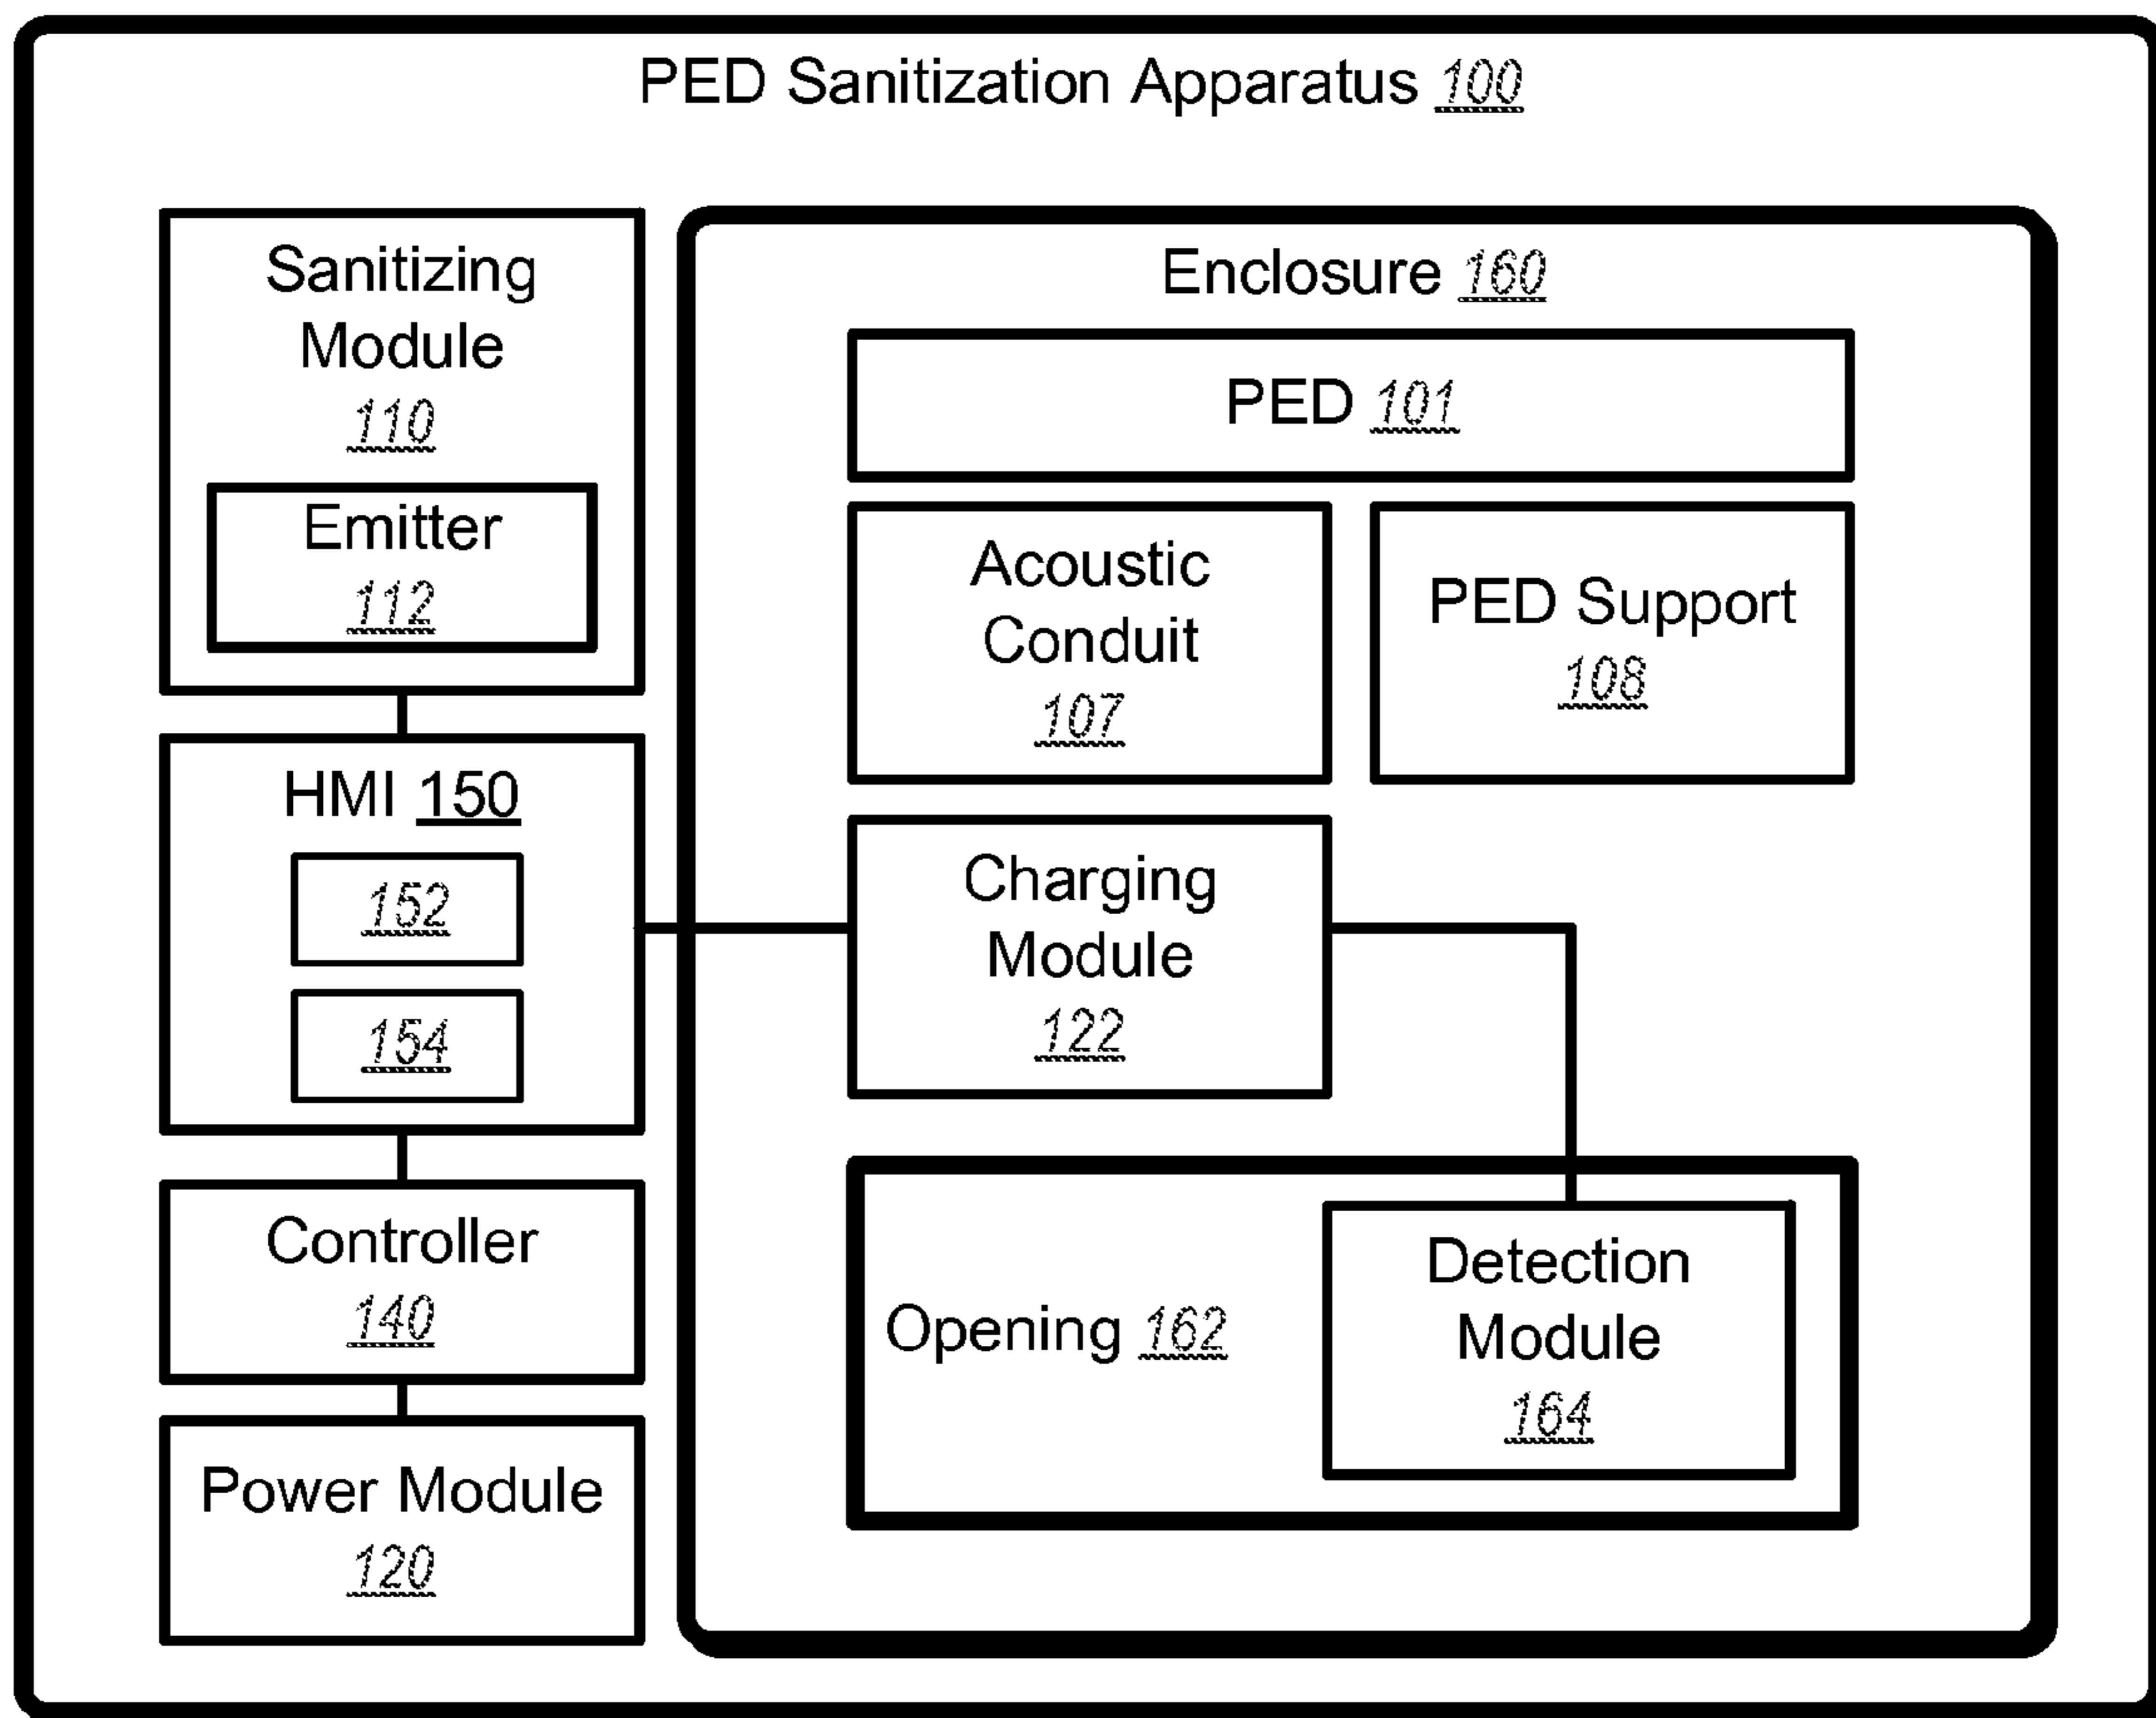 PED Sanitization Apparatus 100
Sanitizing
Module
110
Emitter
112
HMI 150
152
154
Controller
140
Power Module
120
Enclosure 160
PED 101
Acoustic
Conduit
107
PED Support
108
Charging
Module
122
Opening 162
Detection
Module
164